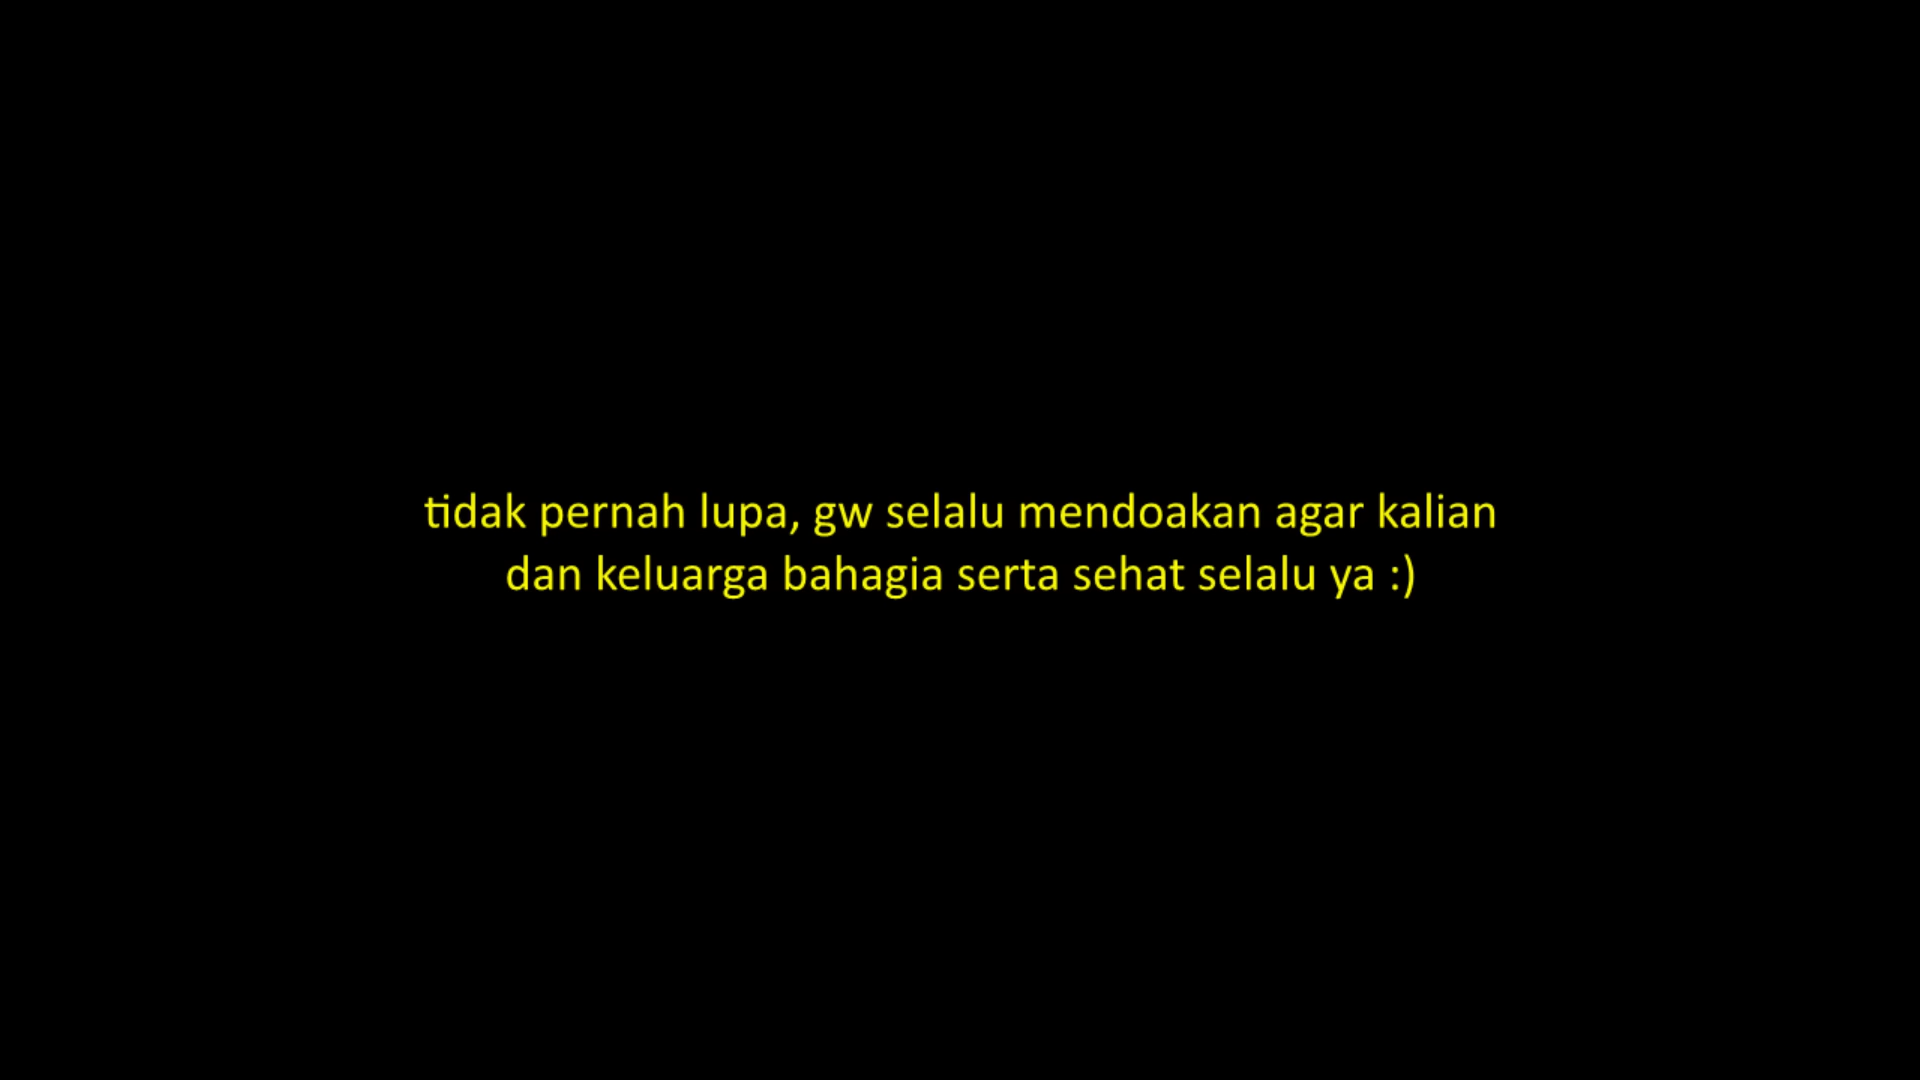 tidak pernah lupa, gw selalu mendoakan agar kalian
dan keluarga bahagia serta sehat selalu ya :)